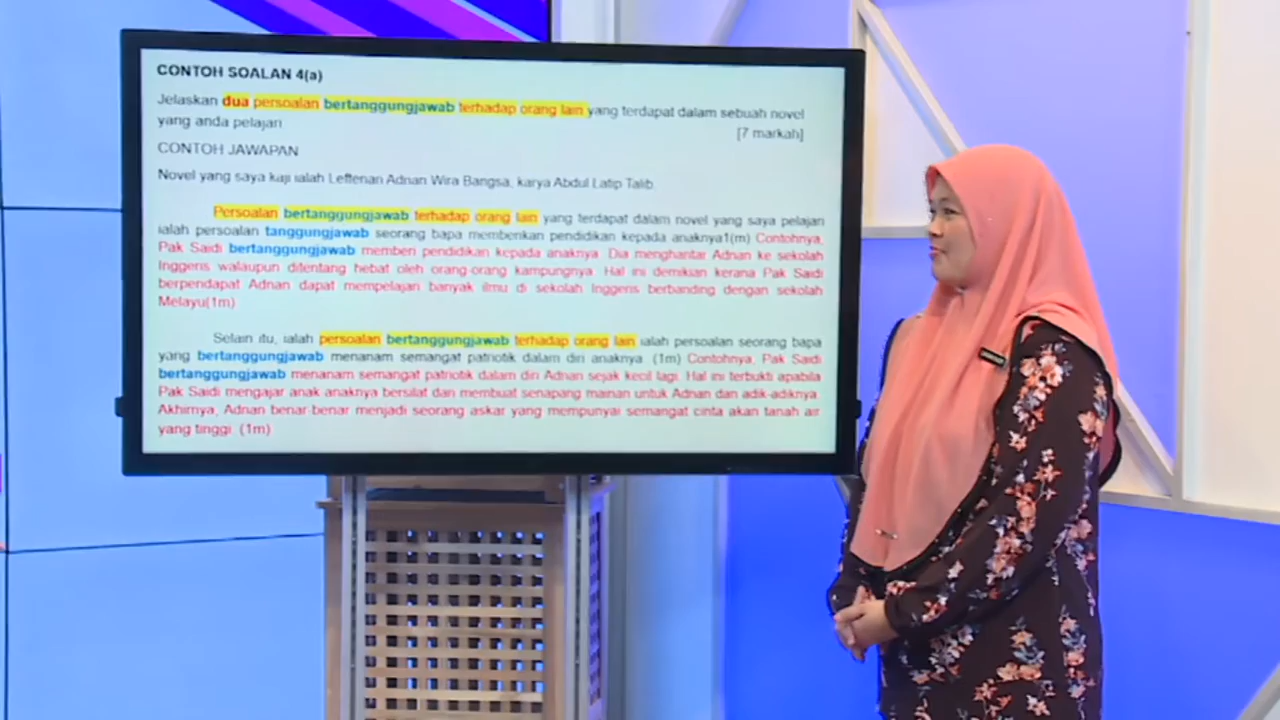 CONTOH SOALAN 4(a)
Jelaskan dua persoalan bertanggungjawab terhadap orang lain yang terdapat dalam sebuah novel
yang anda pelajari
[7 markah]
CONTOH JAWAPAN
Novel yang saya kaji ialah Leftenan Adnan Wira Bangsa, karya Abdul Latip Talib.
Persoalan bertanggungjawab terhadap orang lain yang terdapat dalam novel yang saya pelajari
ialah persoalan tanggungjawab seorang bapa memberikan pendidikan kepada anaknya1(m) Contohnya,
Pak Saidi bertanggungjawab memberi pendidikan kepada anaknya. Dia menghantar Adnan ke sekolah
Inggeris walaupun ditentang hebat oleh orang-orang kampungnya. Hal ini demikian kerana Pak Saidi
berpendapat Adnan dapat mempelajari banyak ilmu di sekolah Inggeris berbanding dengan sekolah
Melayu(1m)
Selain itu, ialah persoalan bertanggungjawab terhadap orang lain ialah persoalan seorang bapa
yang bertanggungjawab menanam semangat patriotik dalam diri anaknya. (1m) Contohnya, Pak Saidi
bertanggungjawab menanam semangat patriotik dalam diri Adnan sejak kecil lagi. Hal ini terbukti apabila
Pak Saidi mengajar anak anaknya bersilat dan membuat senapang mainan untuk Adnan dan adik-adiknya.
Akhirnya, Adnan benar-benar menjadi seorang askar yang mempunyai semangat cinta akan tanah air
yang tinggi. (1m)